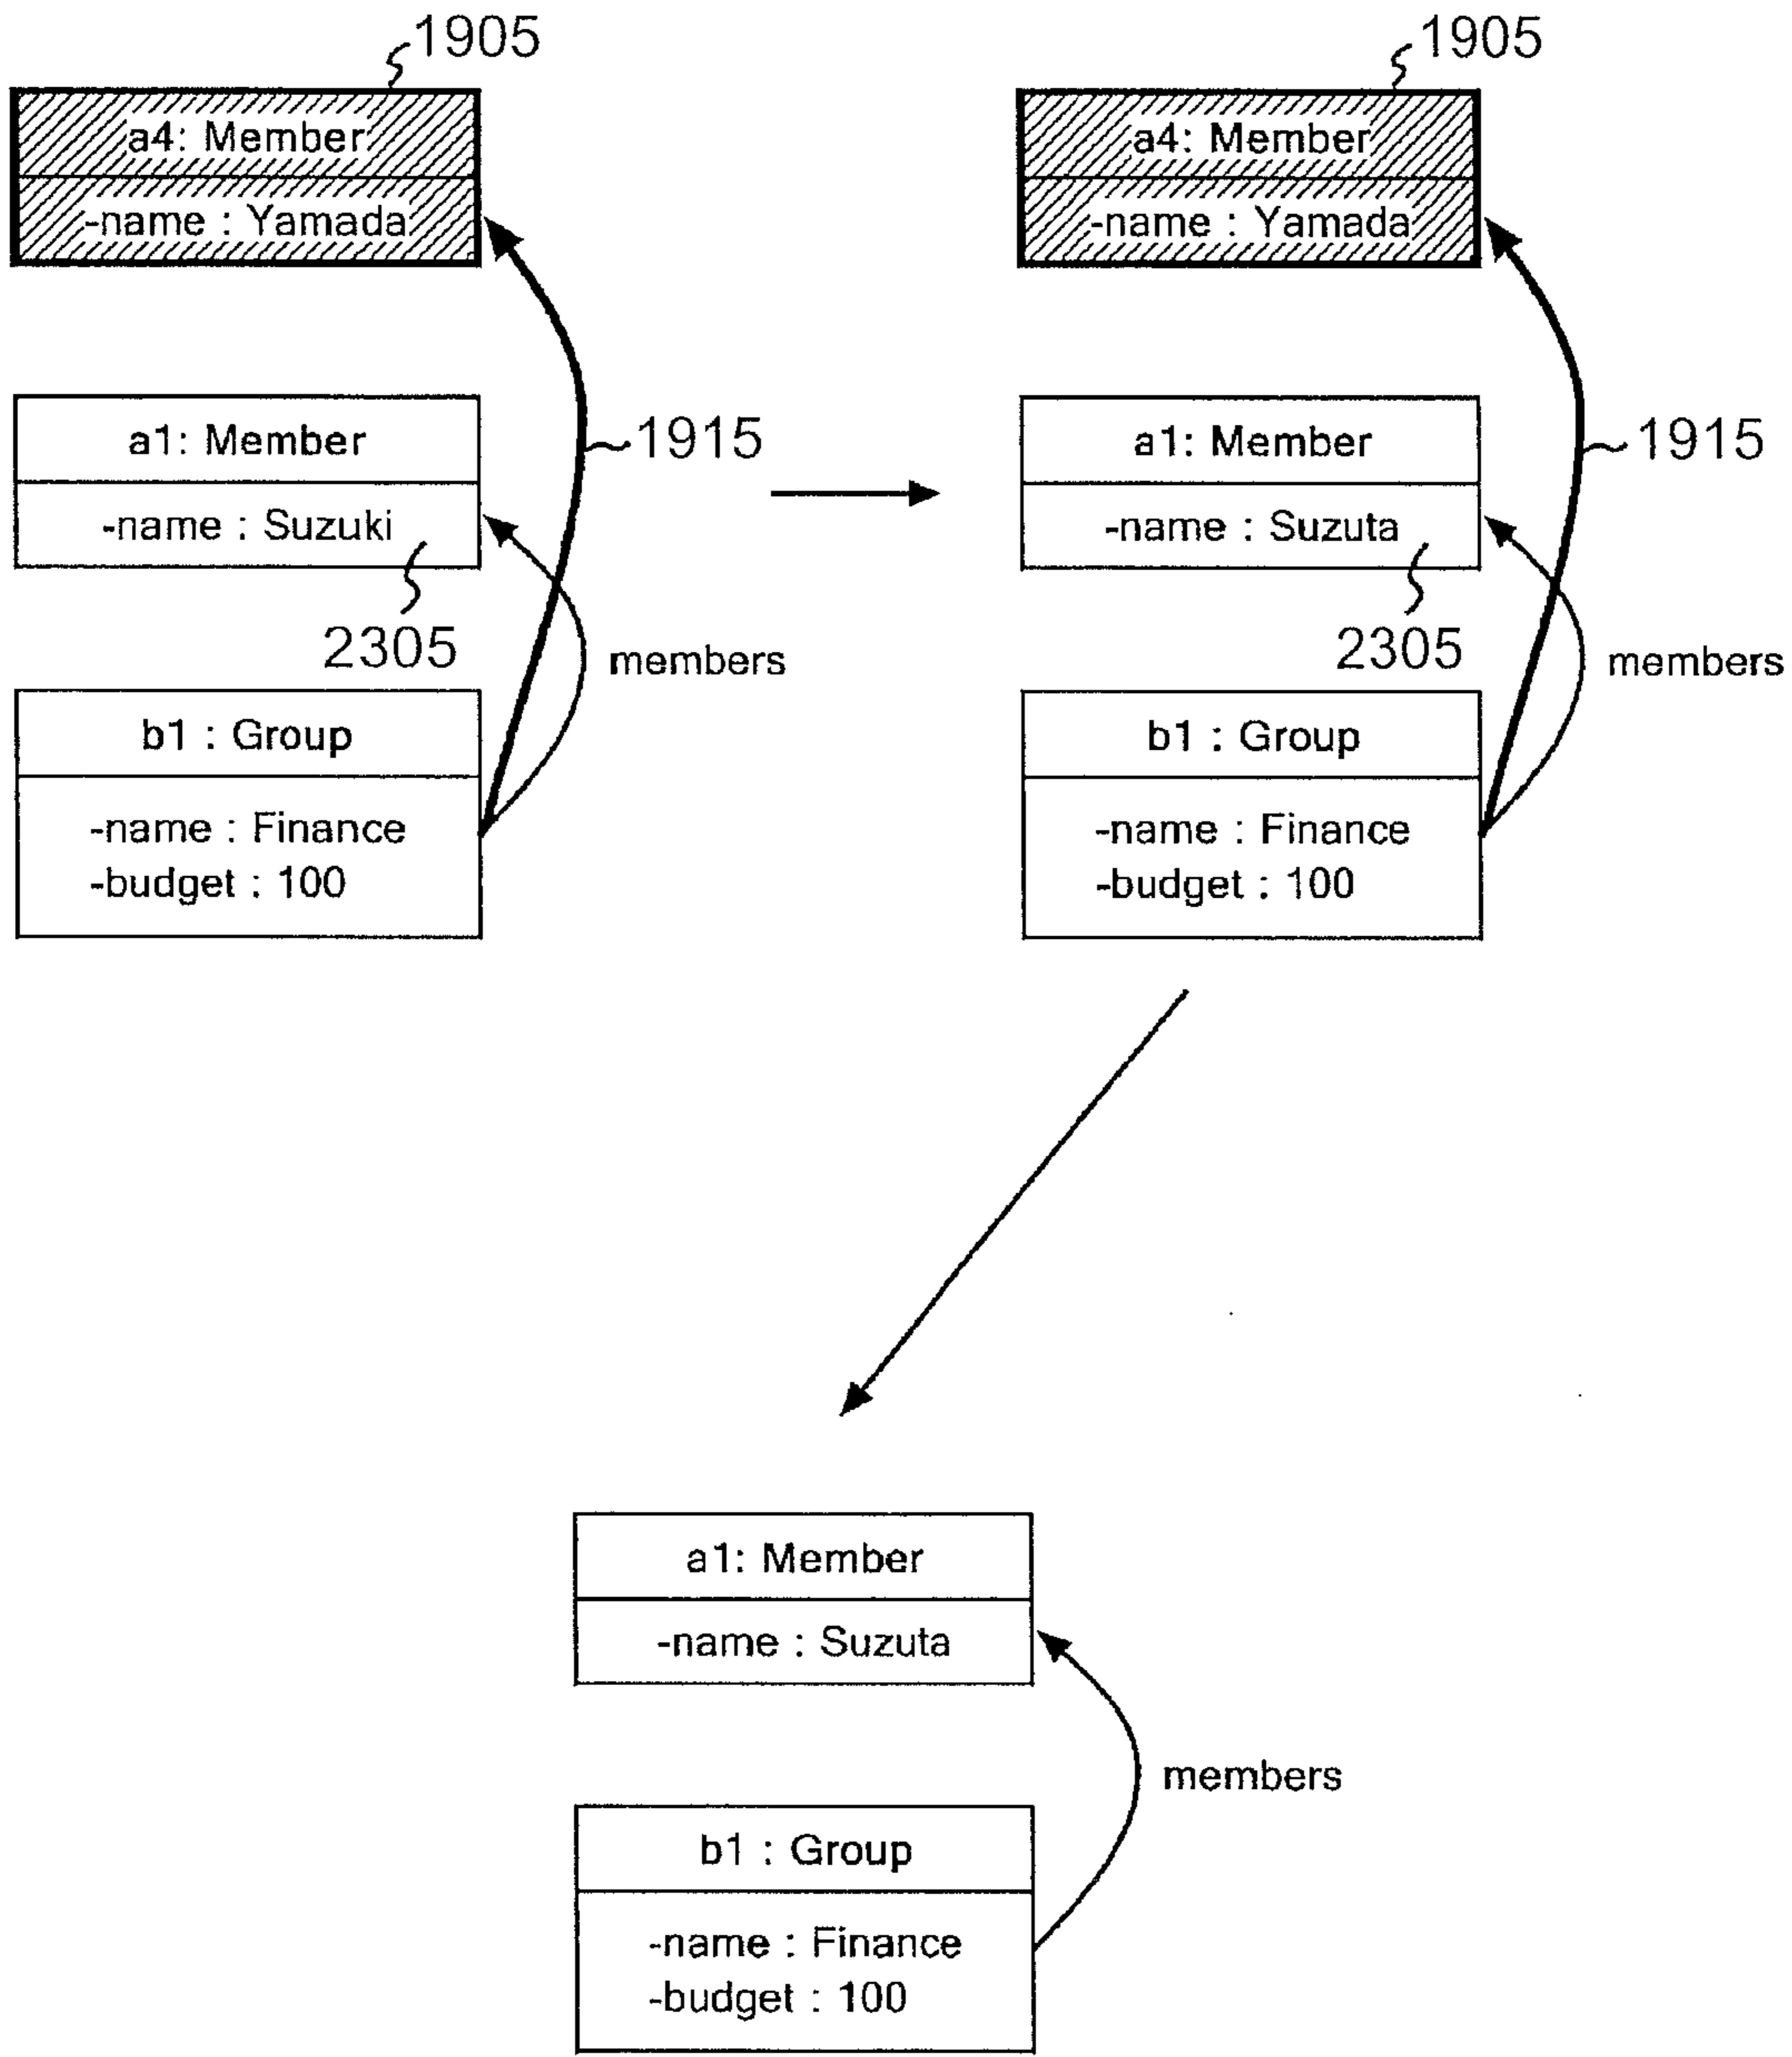 1905
a4: Member
-name : Yamada
a1: Member
-name : Suzuki
1915
2305
members
b1 : Group
-name : Finance
-budget : 100
1905
a4: Member
-name : Yamada
a1: Member
-name : Suzuta
1915
2305
members
b1 : Group
-name : Finance
-budget : 100
a1: Member
-name : Suzuta
members
b1 : Group
-name : Finance
-budget : 100